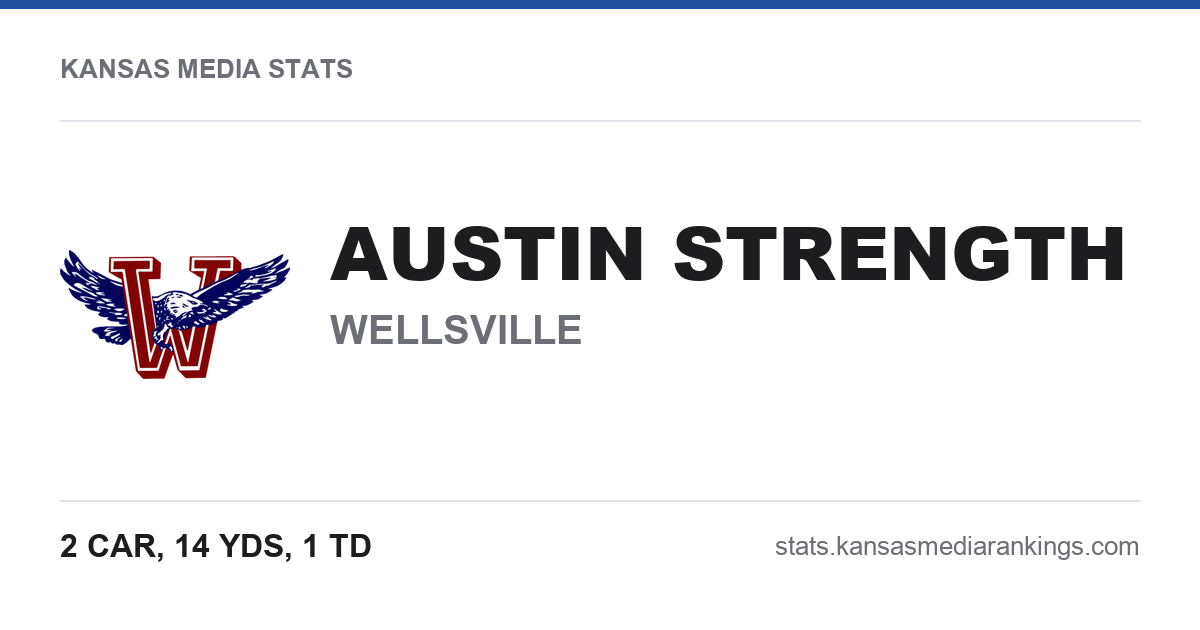 KANSAS MEDIA STATS
W
AUSTIN STRENGTH
WELLSVILLE
2 CAR, 14 YDS, 1 TD
stats.kansasmediarankings.com